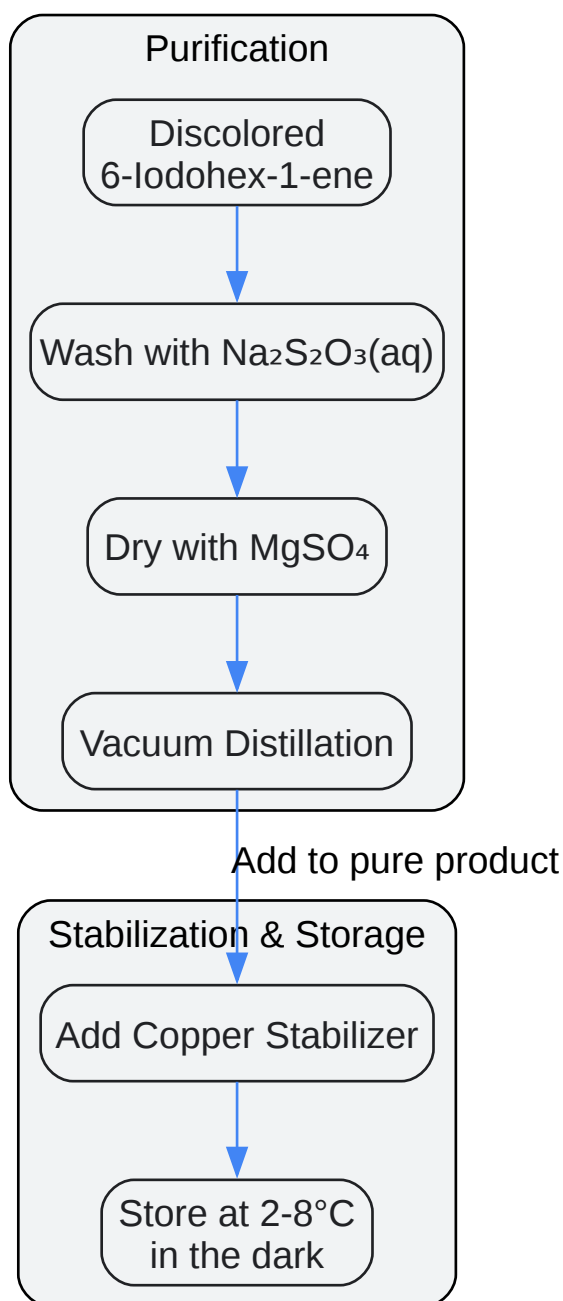 Purification
Discolored
6-Iodohex-1-ene
Wash with Na₂S₂O₃(aq)
Dry with MgSO₄
Vacuum Distillation
Add to pure product
Stabilization & Storage
Add Copper Stabilizer
Store at 2-8°C
in the dark